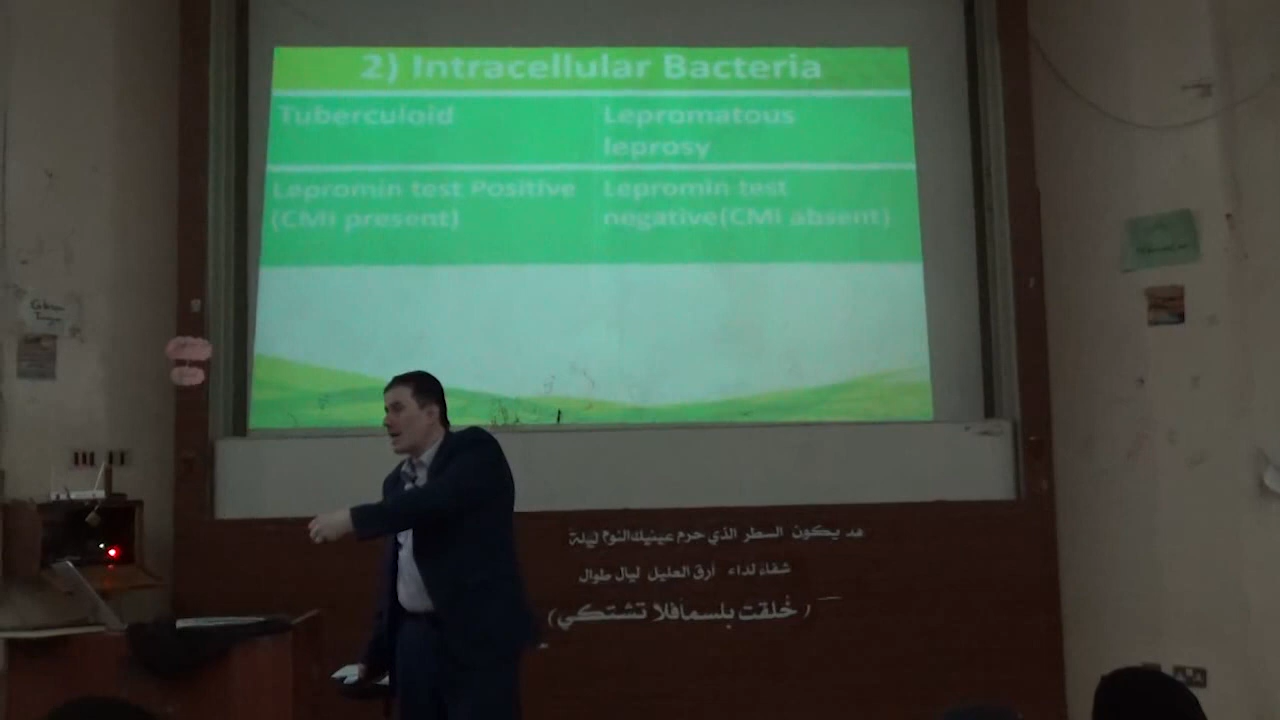 2) Intracellular Bacteria
Tuberculoid
Lepromatous
leprosy
Lepromin test Positive
(CMI present)
Lepromin test
negative(CMI absent)
قد يكون السطر الذي حرم عينيك النوم ليلة
شفاء لداء أرق العليل ليال طوال
(خُلقت بلسما فلا تشتكي)